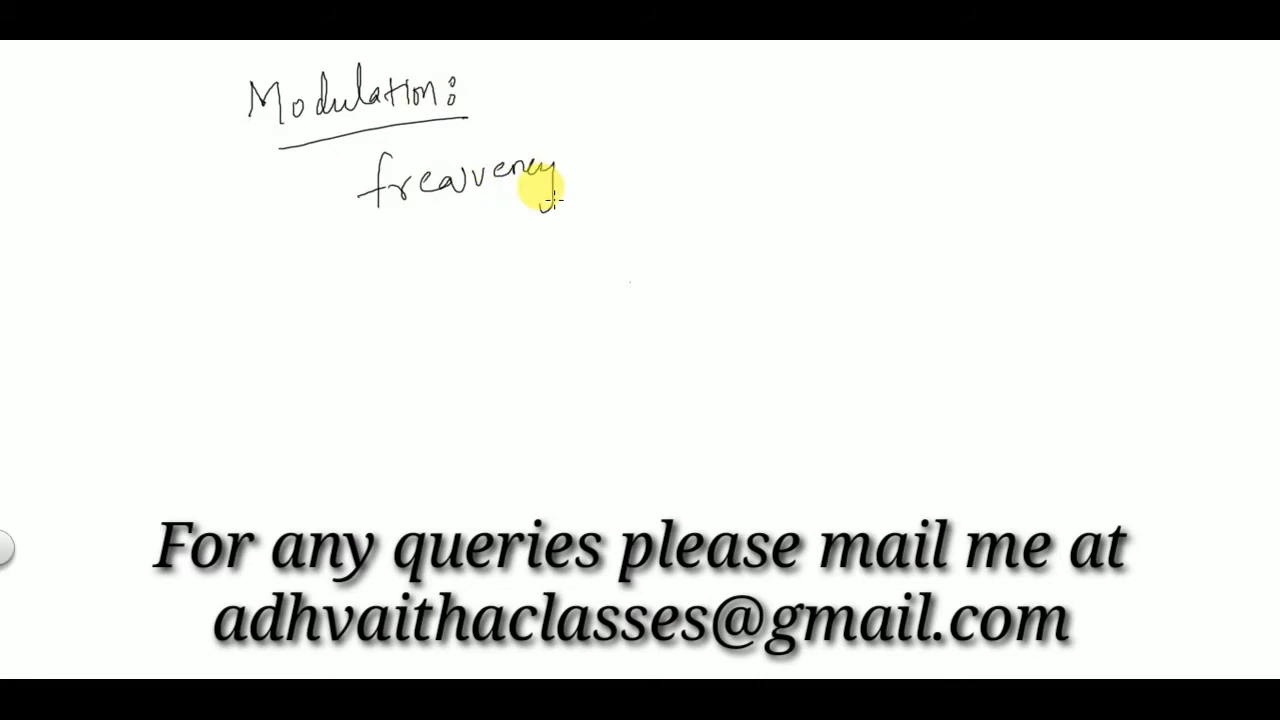 Modulation:
frequency
For any queries please mail me at
adhvaithaclasses@gmail.com